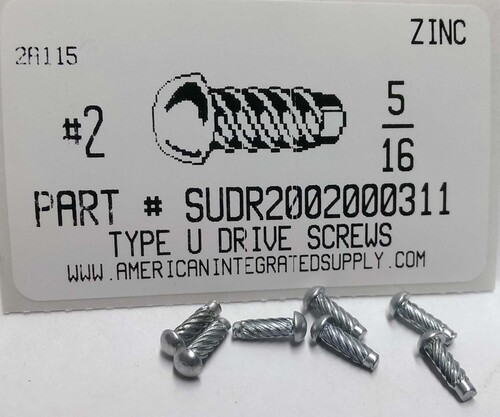 ZINC
2A115
#2
5
16
PART # SUDR2002000311
TYPE U DRIVE SCREWS
WWW.AMERICANINTEGRATEDSUPPLY.COM